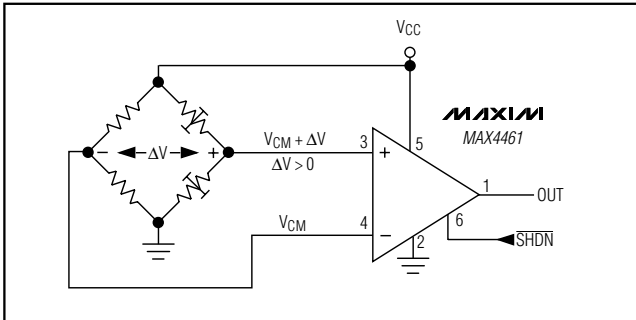 VCC
MAXIM
MAX4461
VCM + ΔV
ΔV > 0
3
+
5
1
OUT
6
SHDN
− ΔV +
VCM
4
−
2